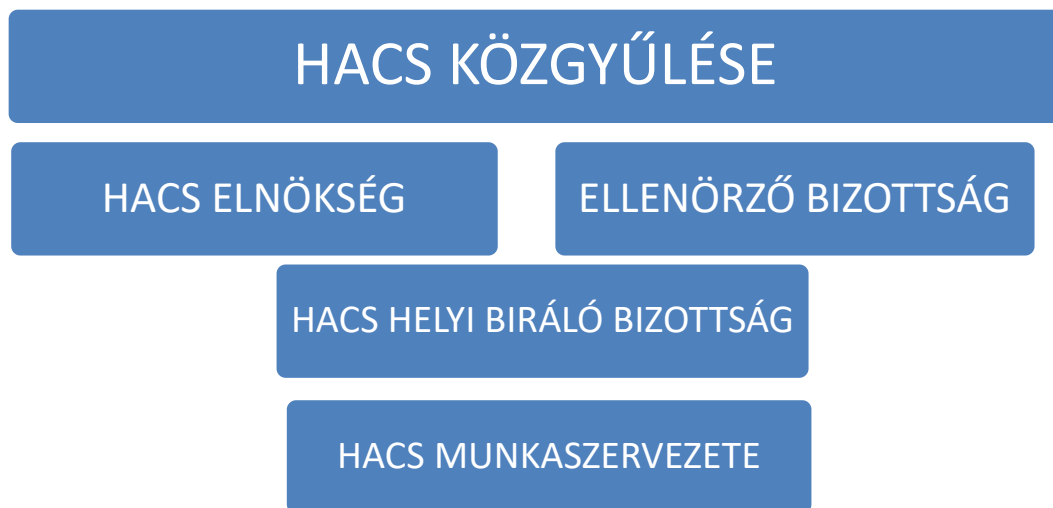 HACS KÖZGYŰLÉSE
HACS ELNÖKSÉG
ELLENÖRZŐ BIZOTTSÁG
HACS HELYI BIRÁLÓ BIZOTTSÁG
HACS MUNKASZERVEZETE